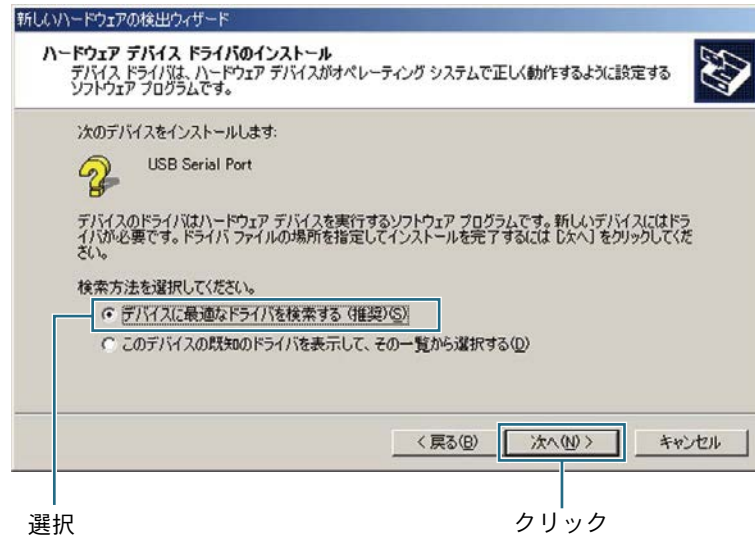 新しいハードウェアの検出ウィザード
ハードウェア デバイス ドライバのインストール
デバイス ドライバは、ハードウェア デバイスがオペレーティング システムで正しく動作するように設定する
ソフトウェア プログラムです。
次のデバイスをインストールします:
USB Serial Port
デバイスのドライバはハードウェア デバイスを実行するソフトウェア プログラムです。新しいデバイスにはドラ
イバが必要です。ドライバ ファイルの場所を指定してインストールを完了するには [次へ] をクリックしてくだ
さい。
検索方法を選択してください。
デバイスに最適なドライバを検索する (推奨)(S)
このデバイスの既知のドライバを表示して、その一覧から選択する(D)
< 戻る(B)
次へ(N) >
キャンセル
選択
クリック